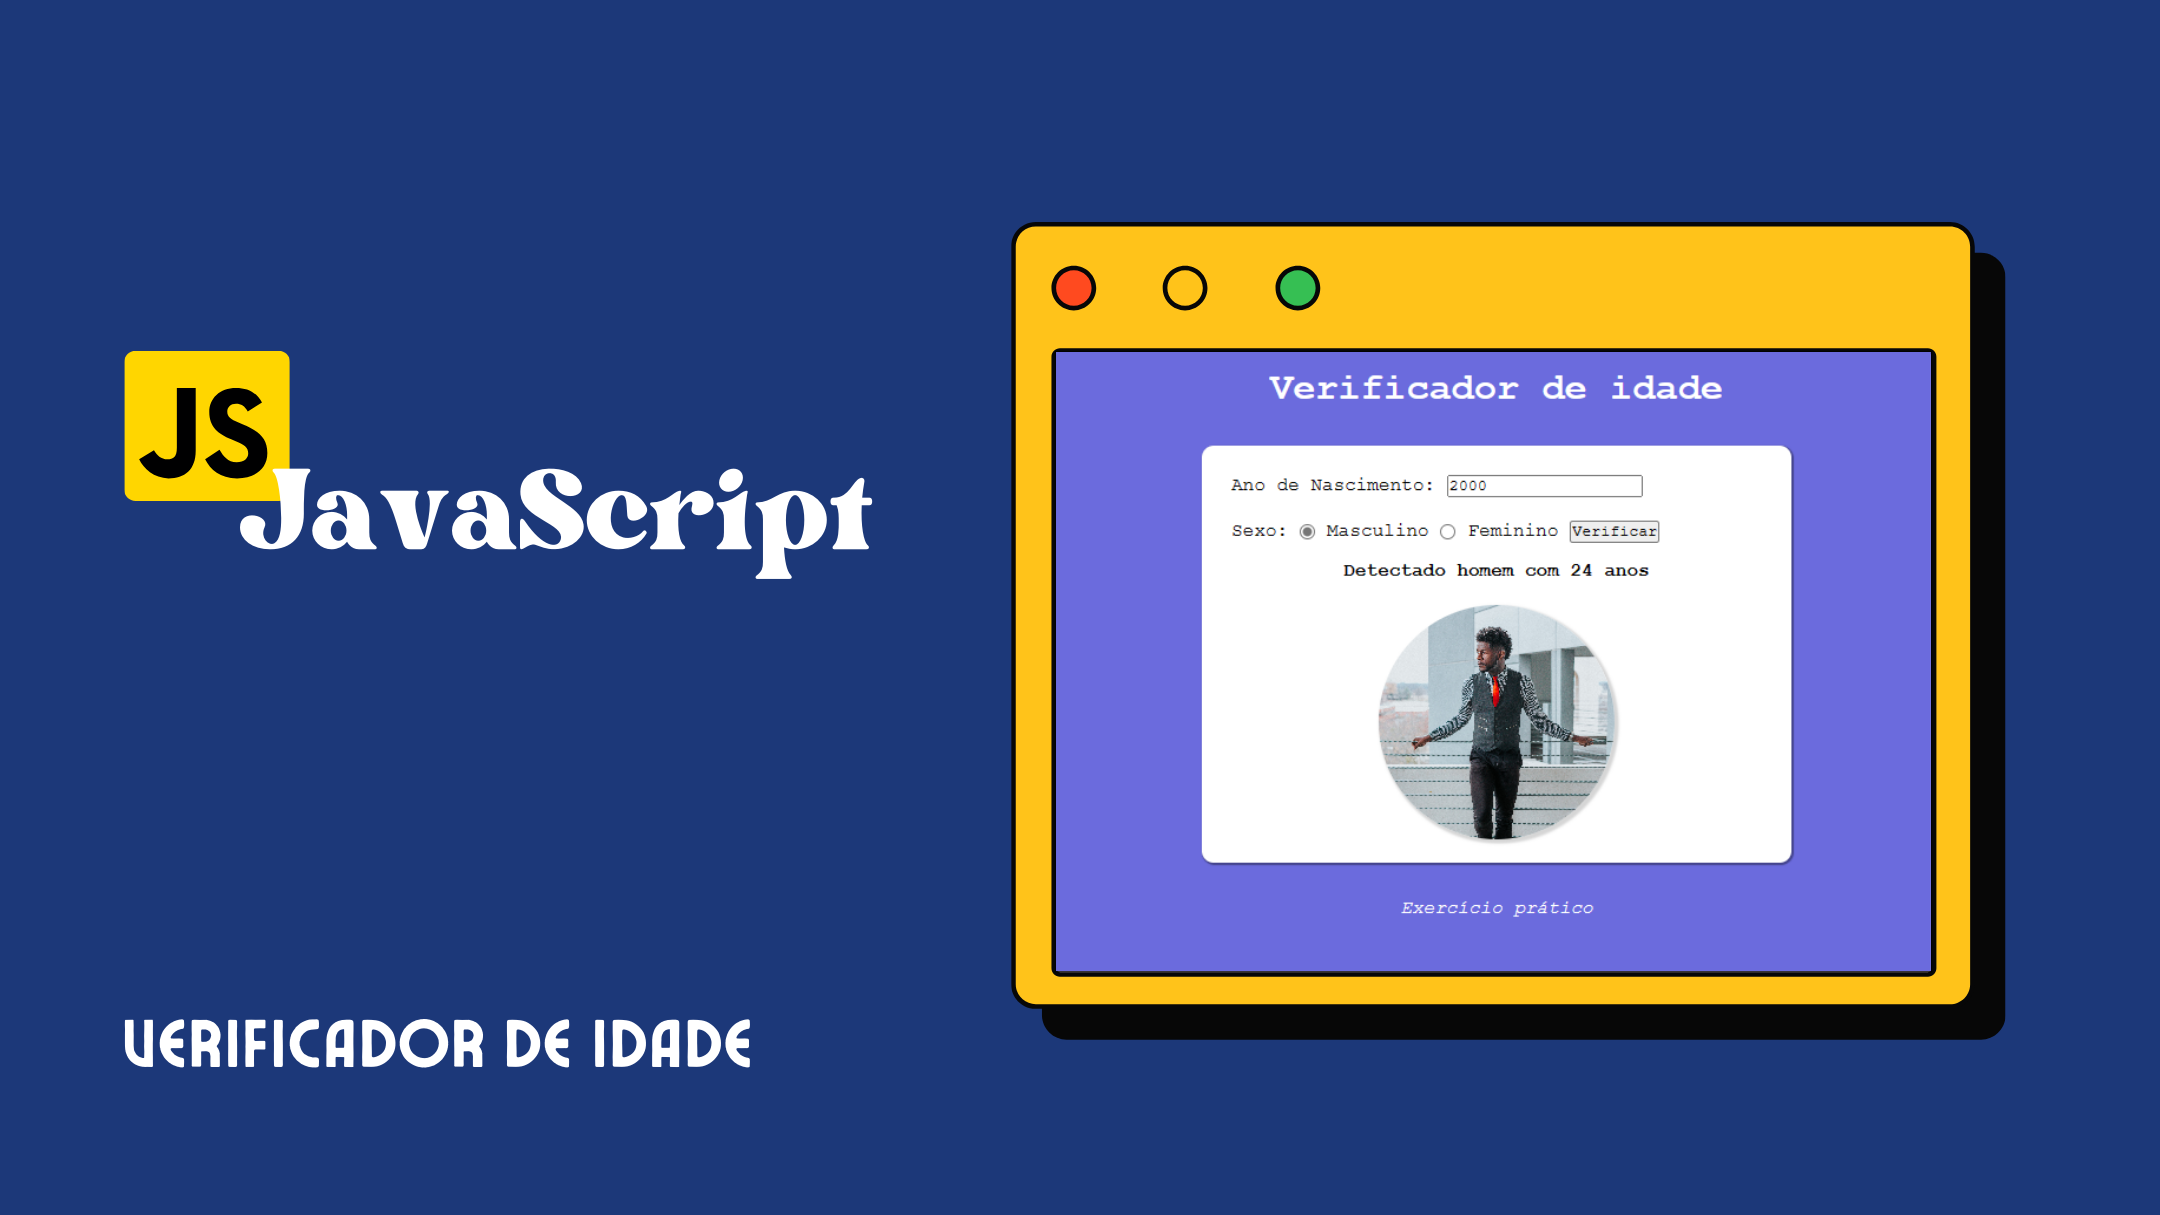 JS
JavaScript
VERIFICADOR DE IDADE
Verificador de idade
Ano de Nascimento: 2000
Sexo: Masculino Feminino Verificar
Detectado homem com 24 anos
Exercício prático